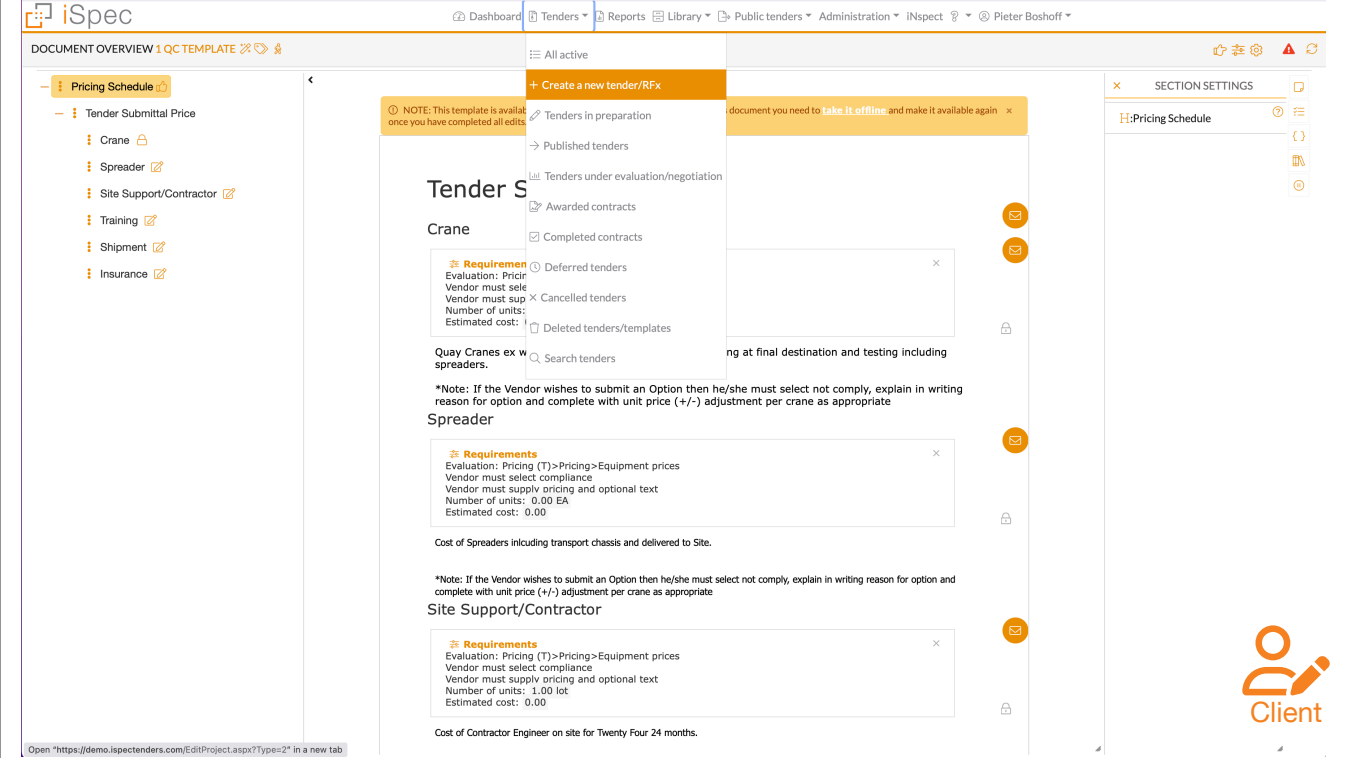 iSpec
Dashboard Tenders Reports Library Public tenders Administration iNspect Pieter Boshoff
DOCUMENT OVERVIEW 1 QC TEMPLATE
All active
Create a new tender/RFx
Tenders in preparation
Published tenders
Tenders under evaluation/negotiation
Awarded contracts
Completed contracts
Deferred tenders
Cancelled tenders
Deleted tenders/templates
Search tenders
Pricing Schedule
Tender Submittal Price
Crane
Spreader
Site Support/Contractor
Training
Shipment
Insurance
NOTE: This template is availab document you need to take it offline and make it available again ×
once you have completed all edits.
Tender S
Crane
Requiremen
Evaluation: Pricin
Vendor must sele
Vendor must sup
Number of units:
Estimated cost:
Quay Cranes ex w ng at final destination and testing including
spreaders.
*Note: If the Vendor wishes to submit an Option then he/she must select not comply, explain in writing
reason for option and complete with unit price (+/-) adjustment per crane as appropriate
Spreader
Requirements
Evaluation: Pricing (T)>Pricing>Equipment prices
Vendor must select compliance
Vendor must supply pricing and optional text
Number of units: 0.00 EA
Estimated cost: 0.00
Cost of Spreaders inlcuding transport chassis and delivered to Site.
*Note: If the Vendor wishes to submit an Option then he/she must select not comply, explain in writing reason for option and
complete with unit price (+/-) adjustment per crane as appropriate
Site Support/Contractor
Requirements
Evaluation: Pricing (T)>Pricing>Equipment prices
Vendor must select compliance
Vendor must supply pricing and optional text
Number of units: 1.00 lot
Estimated cost: 0.00
Cost of Contractor Engineer on site for Twenty Four 24 months.
SECTION SETTINGS
H:Pricing Schedule
Client
Open "https://demo.ispectenders.com/EditProject.aspx?Type=2" in a new tab